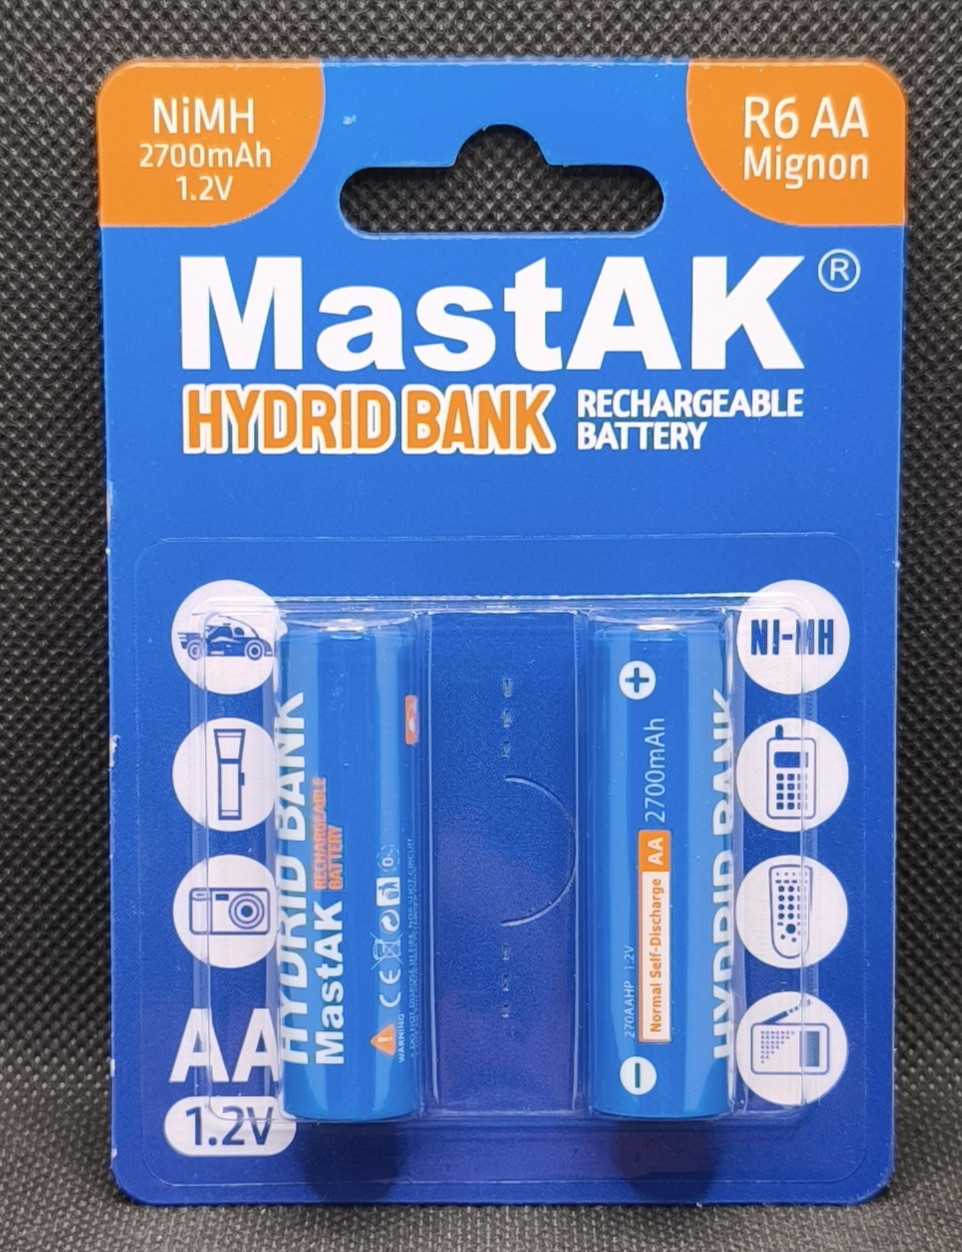 NiMH
2700mAh
1.2V
R6 AA
Mignon
MastAK ®
HYDRID BANK
RECHARGEABLE
BATTERY
NI-MH
HYDRID BANK
MastAK
RECHARGEABLE
BATTERY
CE
WARNING
270AAHP 1.2V
Normal Self-Discharge AA 2700mAh
HYDRID BANK
AA
1.2V